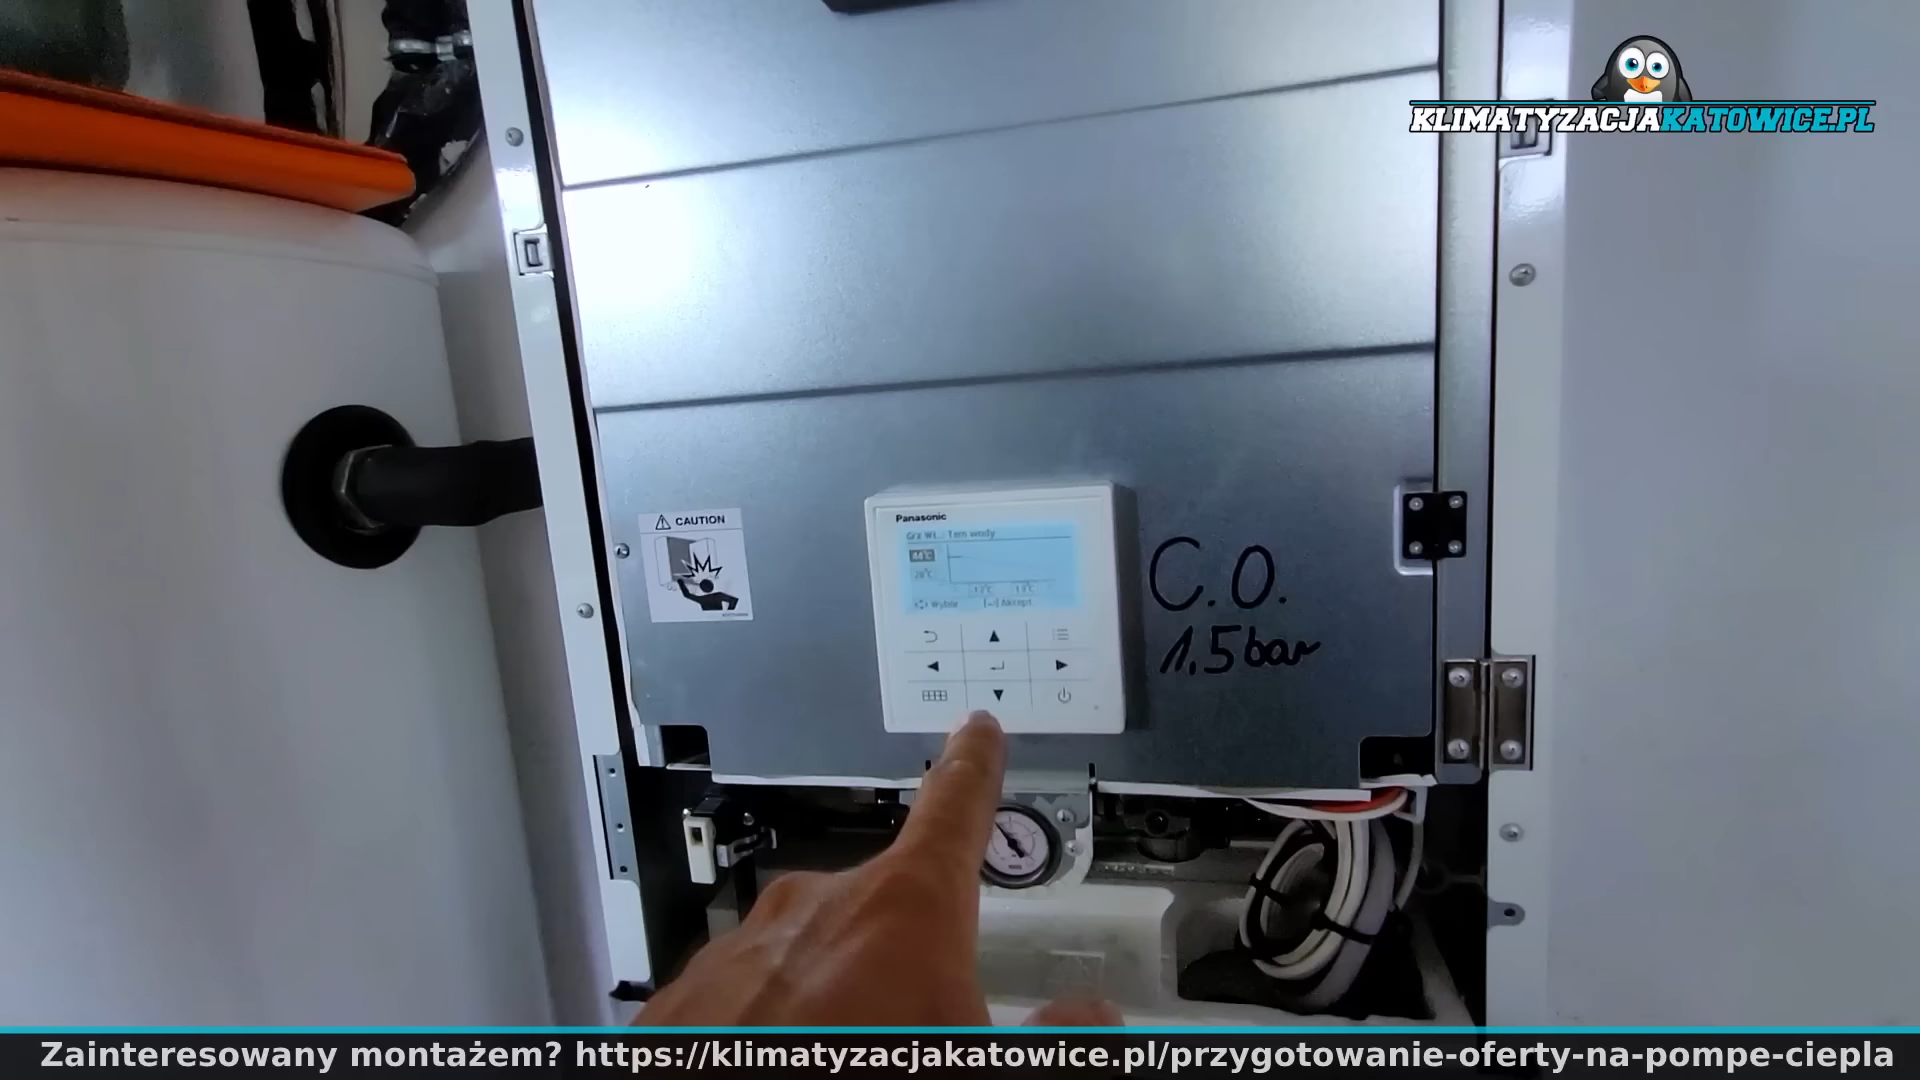 KLIMATYZACJAKATOWICE.PL
CAUTION
Panasonic
Grz Wł.: Tem wody
44°C
20°C
[↵] Akcept.
C.O.
1.5 bar
Zainteresowany montażem? https://klimatyzacjakatowice.pl/przygotowanie-oferty-na-pompe-ciepla